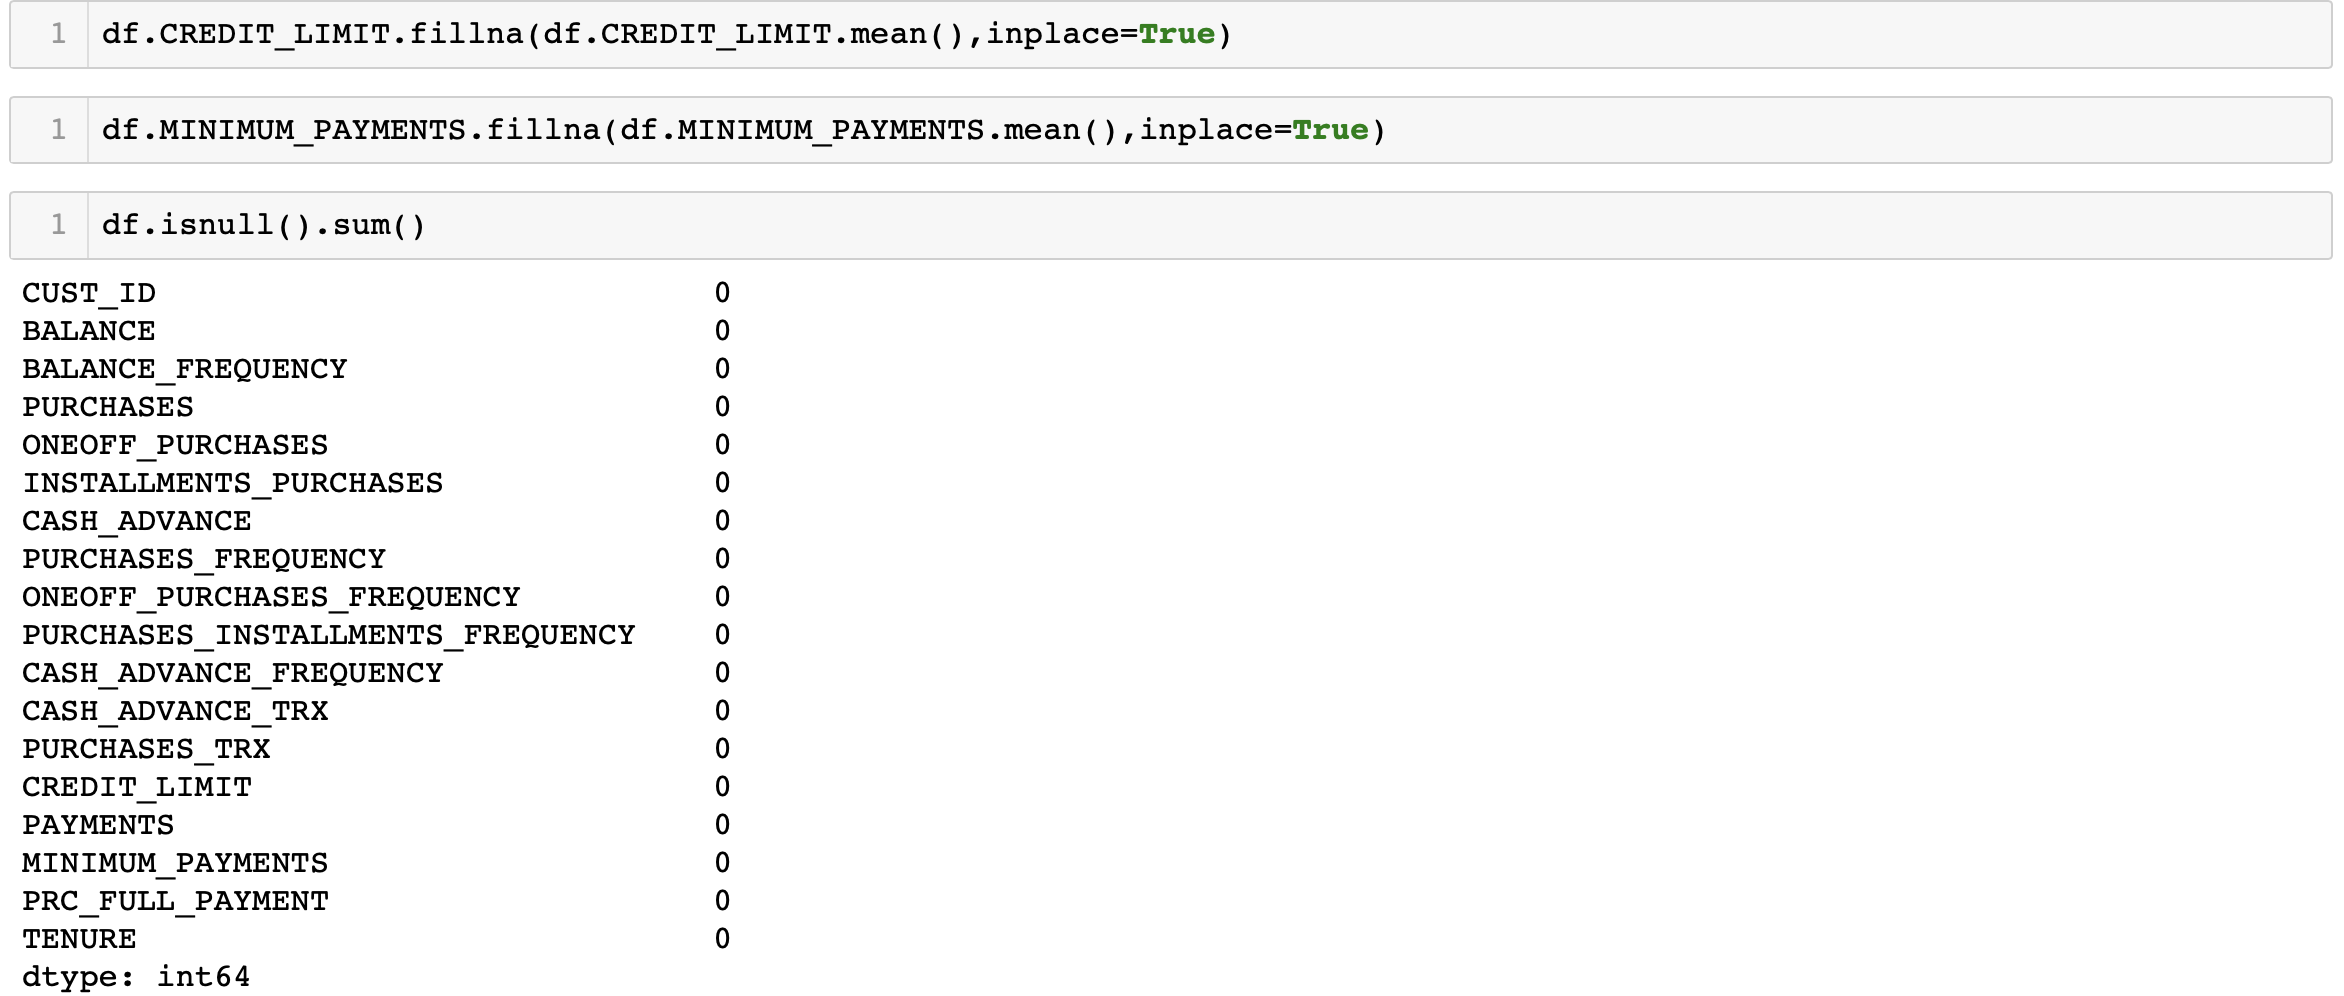 1 df.CREDIT_LIMIT.fillna(df.CREDIT_LIMIT.mean(),inplace=True)
1 df.MINIMUM_PAYMENTS.fillna(df.MINIMUM_PAYMENTS.mean(),inplace=True)
1 df.isnull().sum()
CUST_ID 0
BALANCE 0
BALANCE_FREQUENCY 0
PURCHASES 0
ONEOFF_PURCHASES 0
INSTALLMENTS_PURCHASES 0
CASH_ADVANCE 0
PURCHASES_FREQUENCY 0
ONEOFF_PURCHASES_FREQUENCY 0
PURCHASES_INSTALLMENTS_FREQUENCY 0
CASH_ADVANCE_FREQUENCY 0
CASH_ADVANCE_TRX 0
PURCHASES_TRX 0
CREDIT_LIMIT 0
PAYMENTS 0
MINIMUM_PAYMENTS 0
PRC_FULL_PAYMENT 0
TENURE 0
dtype: int64